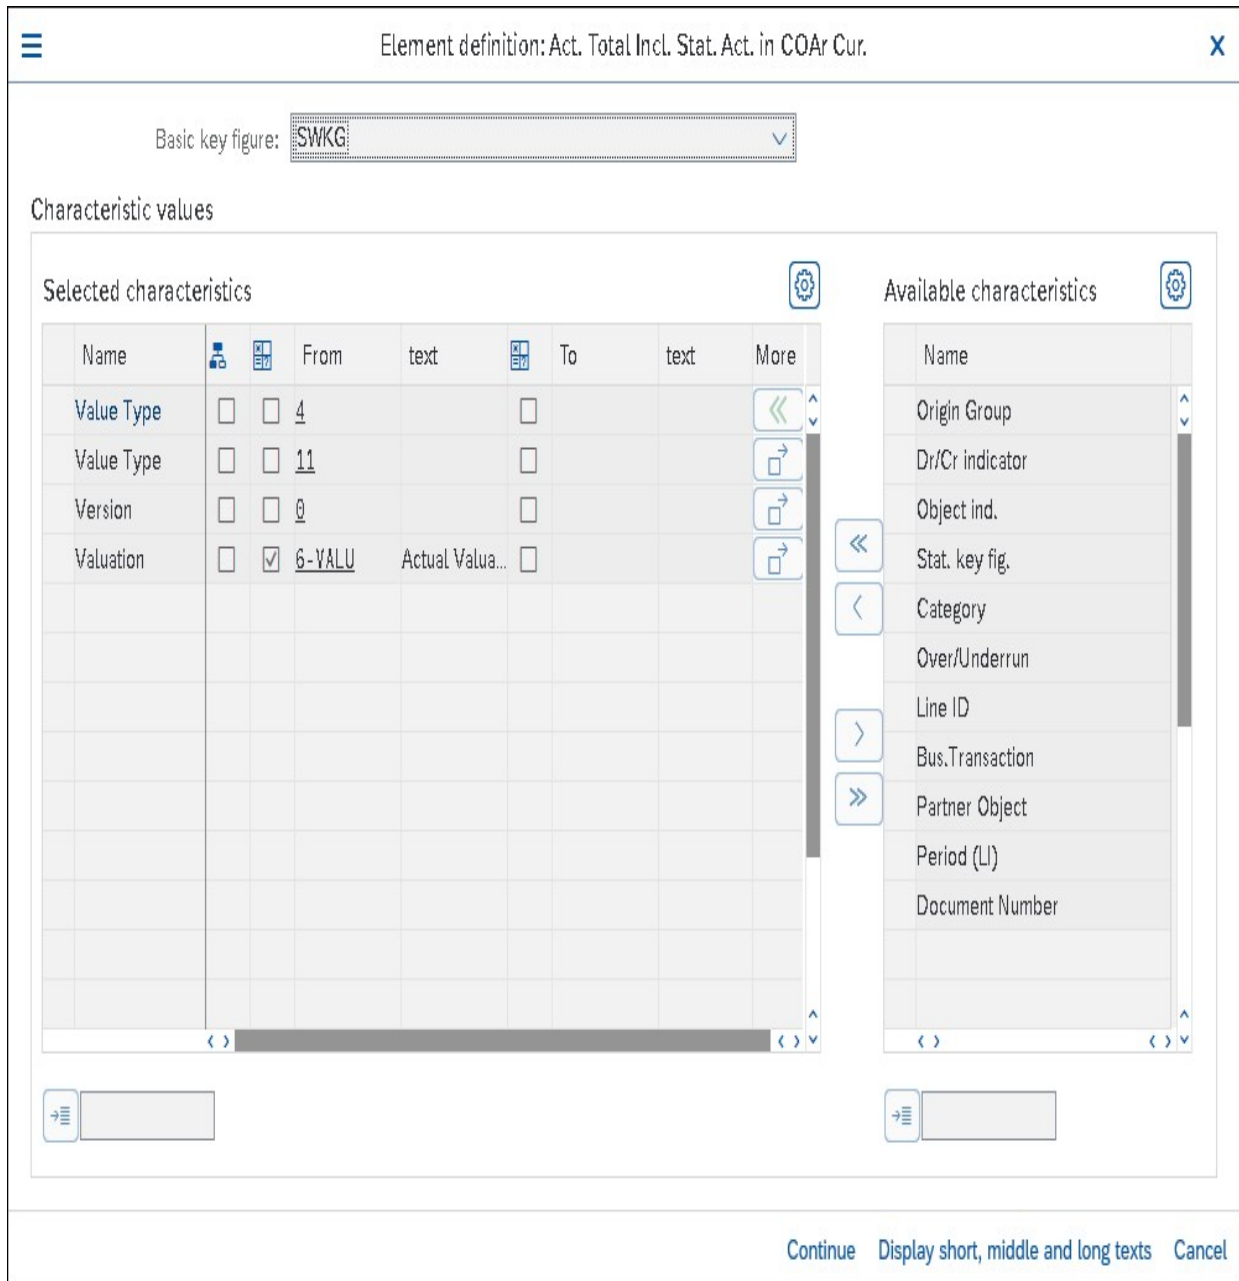 Element definition: Act. Total Incl. Stat. Act. in COAr Cur. X
Basic key figure: SWKG
Characteristic values
Selected characteristics
Name From text To text More
Value Type 4
Value Type 11
Version 0
Valuation 6-VALU Actual Valua...
Available characteristics
Name
Origin Group
Dr/Cr indicator
Object ind.
Stat. key fig.
Category
Over/Underrun
Line ID
Bus.Transaction
Partner Object
Period (LI)
Document Number
Continue Display short, middle and long texts Cancel